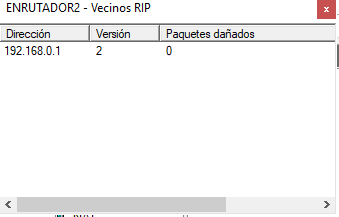 ENRUTADOR2 - Vecinos RIP
x
Dirección Versión Paquetes dañados
192.168.0.1 2 0